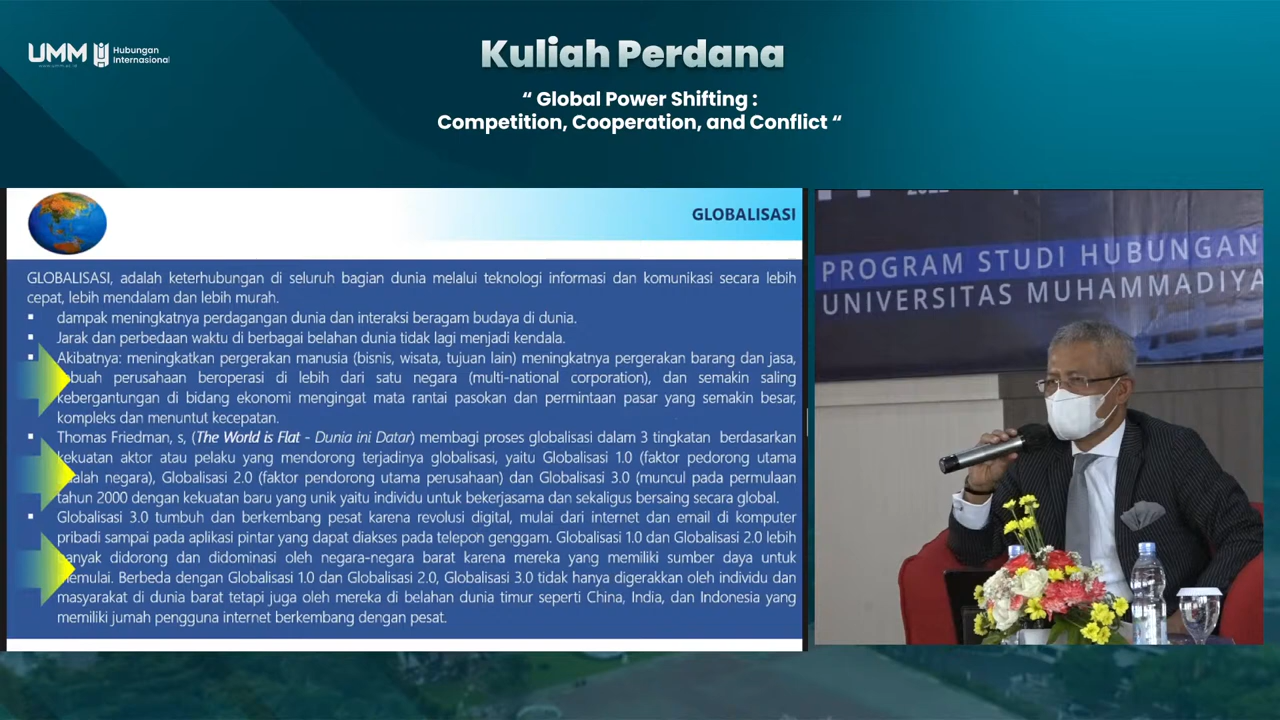 UMM
Hubungan
Internasional
Kuliah Perdana
“ Global Power Shifting :
Competition, Cooperation, and Conflict “
GLOBALISASI
GLOBALISASI, adalah keterhubungan di seluruh bagian dunia melalui teknologi informasi dan komunikasi secara lebih
cepat, lebih mendalam dan lebih murah.
▪ dampak meningkatnya perdagangan dunia dan interaksi beragam budaya di dunia.
▪ Jarak dan perbedaan waktu di berbagai belahan dunia tidak lagi menjadi kendala.
▪ Akibatnya: meningkatkan pergerakan manusia (bisnis, wisata, tujuan lain) meningkatnya pergerakan barang dan jasa,
perusahaan beroperasi di lebih dari satu negara (multi-national corporation), dan semakin saling
kebergantungan di bidang ekonomi mengingat mata rantai pasokan dan permintaan pasar yang semakin besar,
kompleks dan menuntut kecepatan.
▪ Thomas Friedman, s, (The World is Flat - Dunia ini Datar) membagi proses globalisasi dalam 3 tingkatan berdasarkan
kekuatan aktor atau pelaku yang mendorong terjadinya globalisasi, yaitu Globalisasi 1.0 (faktor pedorong utama
negara), Globalisasi 2.0 (faktor pendorong utama perusahaan) dan Globalisasi 3.0 (muncul pada permulaan
tahun 2000 dengan kekuatan baru yang unik yaitu individu untuk bekerjasama dan sekaligus bersaing secara global.
▪ Globalisasi 3.0 tumbuh dan berkembang pesat karena revolusi digital, mulai dari internet dan email di komputer
pribadi sampai pada aplikasi pintar yang dapat diakses pada telepon genggam. Globalisasi 1.0 dan Globalisasi 2.0 lebih
banyak didorong dan didominasi oleh negara-negara barat karena mereka yang memiliki sumber daya untuk
memulai. Berbeda dengan Globalisasi 1.0 dan Globalisasi 2.0, Globalisasi 3.0 tidak hanya digerakkan oleh individu dan
masyarakat di dunia barat tetapi juga oleh mereka di belahan dunia timur seperti China, India, dan Indonesia yang
memiliki jumah pengguna internet berkembang dengan pesat.
PROGRAM STUDI HUBUNGAN
UNIVERSITAS MUHAMMADIYA